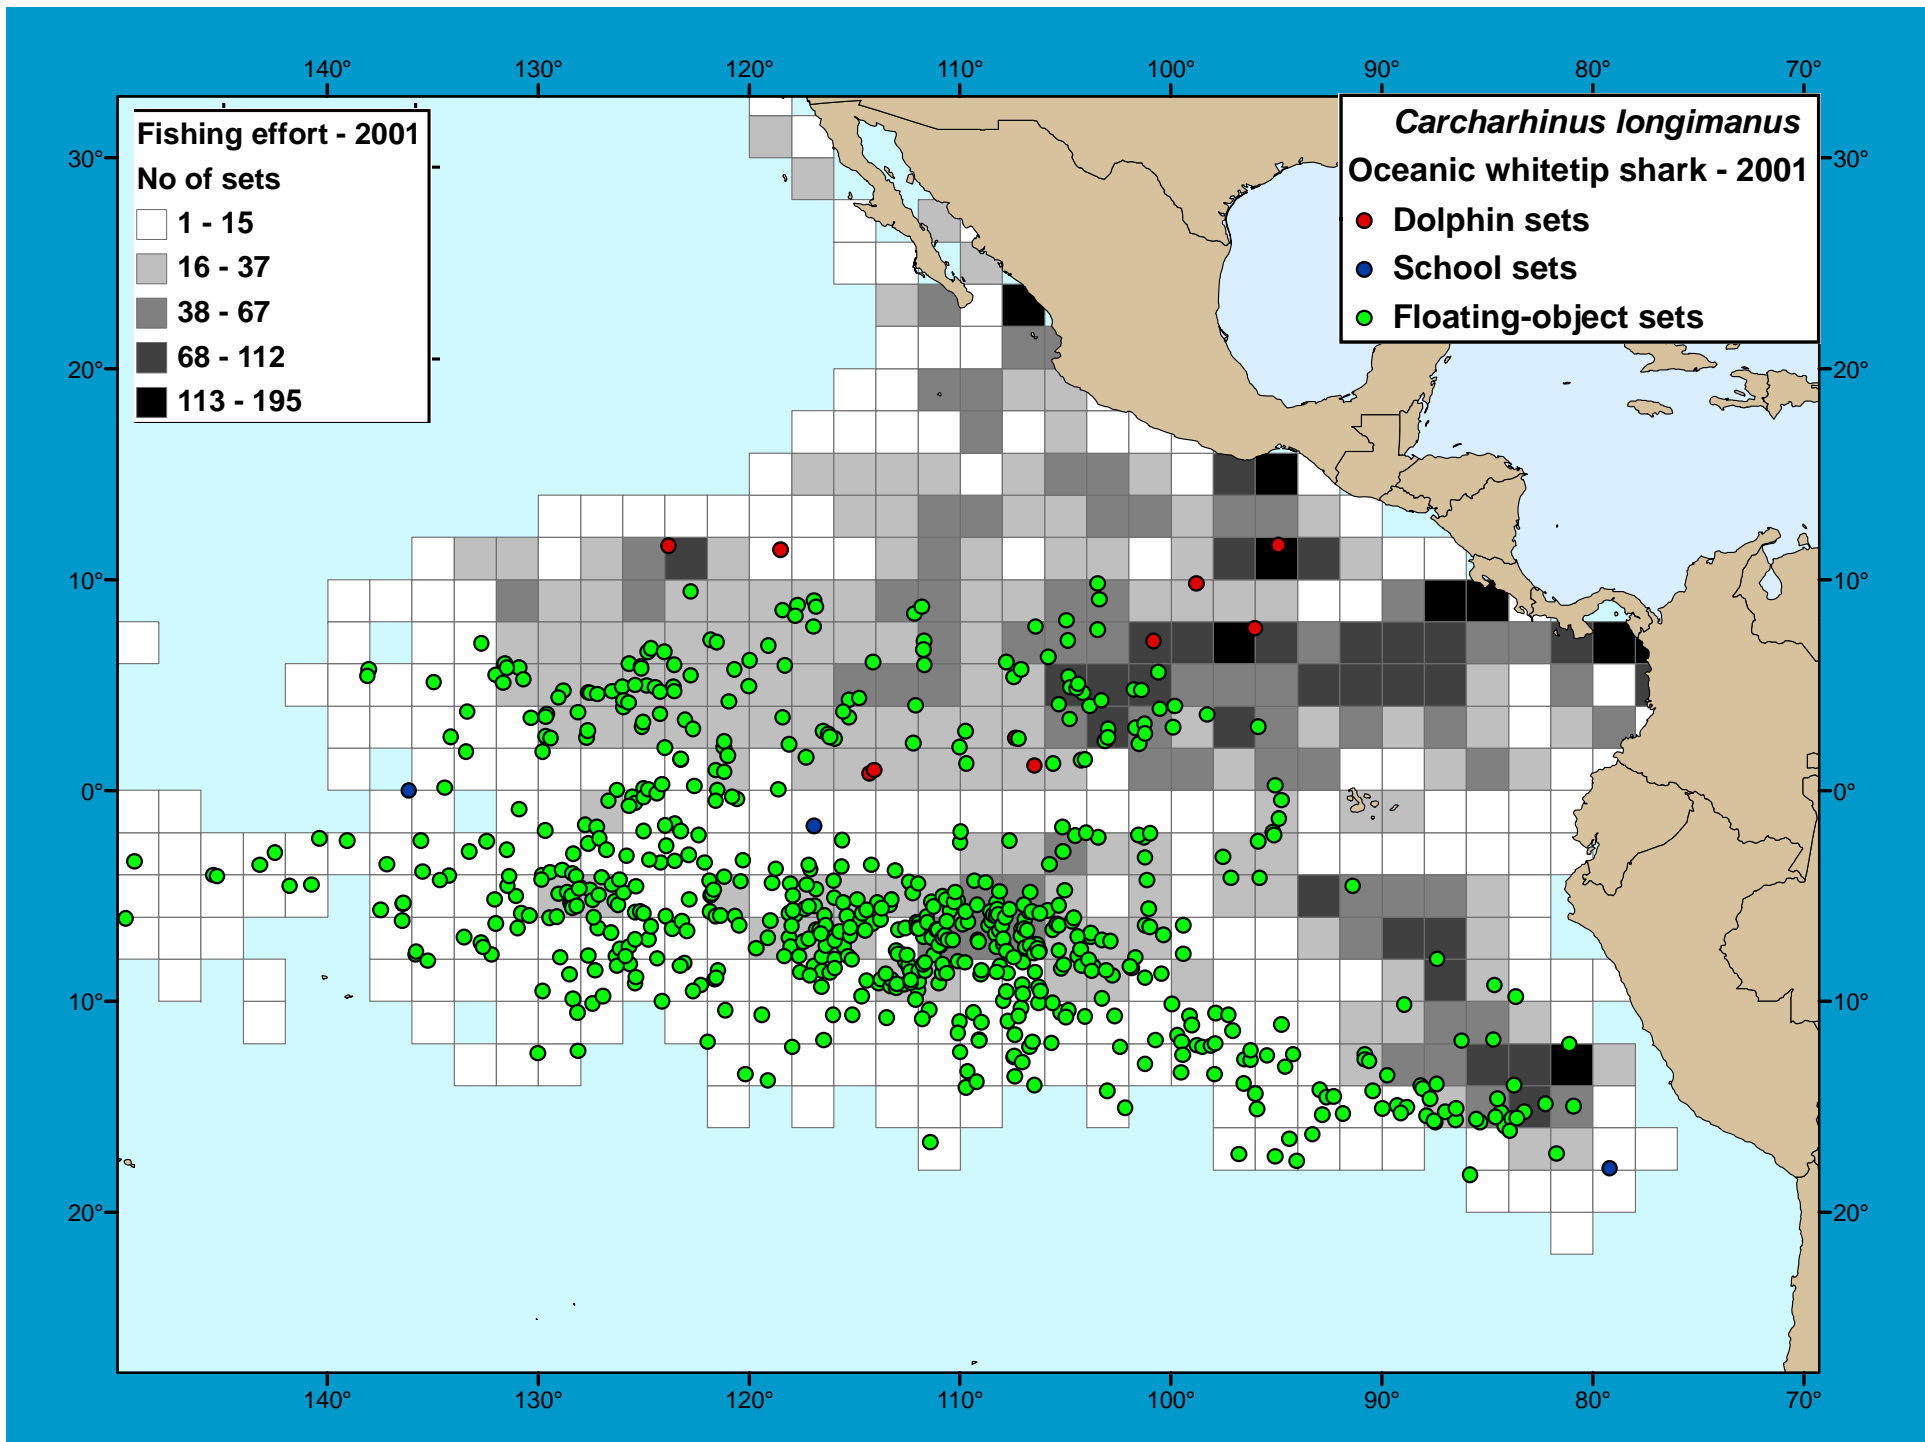 140° 130° 120° 110° 100° 90° 80° 70°
Fishing effort - 2001
No of sets
1 - 15
16 - 37
38 - 67
68 - 112
113 - 195
Carcharhinus longimanus
Oceanic whitetip shark - 2001
Dolphin sets
School sets
Floating-object sets
30° 30°
20° 20°
10° 10°
0° 0°
10° 10°
20° 20°
140° 130° 120° 110° 100° 90° 80° 70°